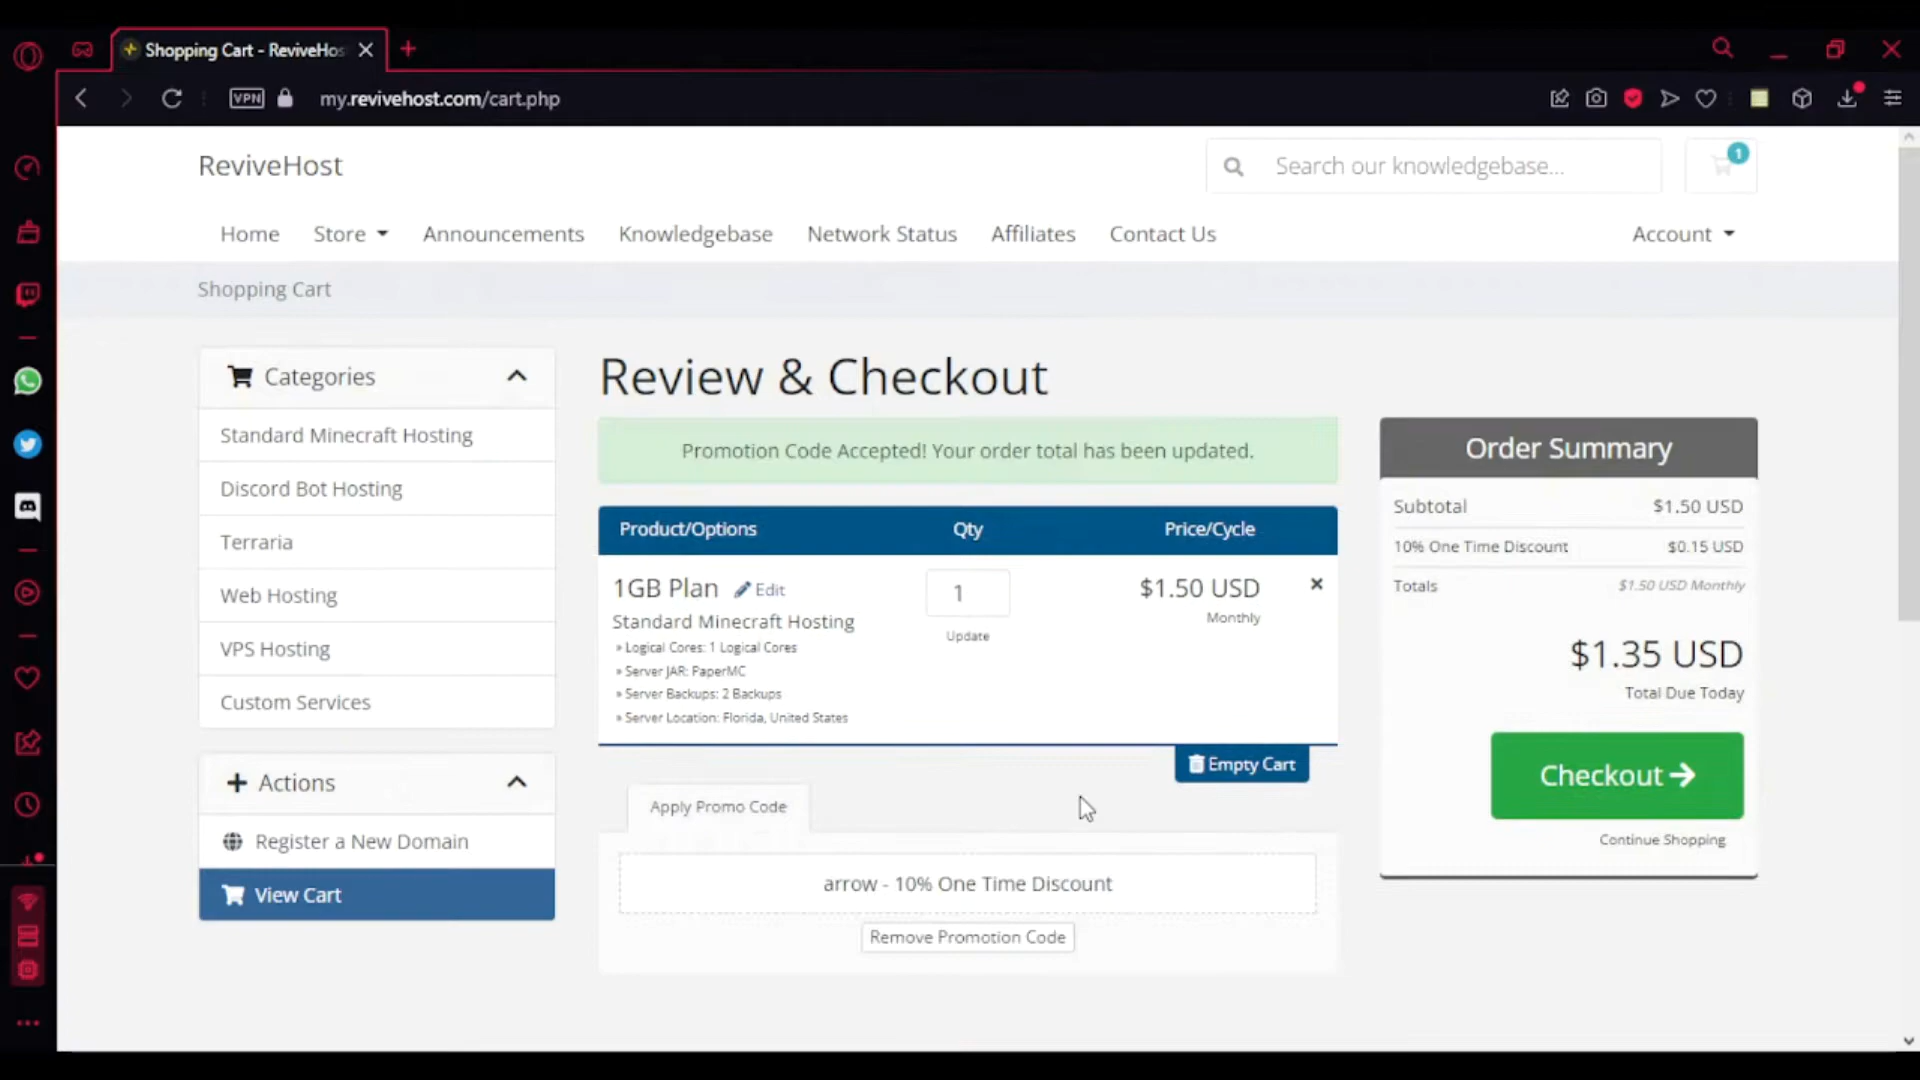 Shopping Cart - ReviveHos
VPN
my.revivehost.com/cart.php
ReviveHost
Search our knowledgebase...
1
Home
Store
Announcements
Knowledgebase
Network Status
Affiliates
Contact Us
Account
Shopping Cart
Categories
Standard Minecraft Hosting
Discord Bot Hosting
Terraria
Web Hosting
VPS Hosting
Custom Services
Actions
Register a New Domain
View Cart
Review & Checkout
Promotion Code Accepted! Your order total has been updated.
Product/Options
Qty
Price/Cycle
1GB Plan
Edit
Standard Minecraft Hosting
» Logical Cores: 1 Logical Cores
» Server JAR: PaperMC
» Server Backups: 2 Backups
» Server Location: Florida, United States
1
Update
$1.50 USD
Monthly
Empty Cart
Apply Promo Code
arrow - 10% One Time Discount
Remove Promotion Code
Order Summary
Subtotal $1.50 USD
10% One Time Discount $0.15 USD
Totals $1.50 USD Monthly
$1.35 USD
Total Due Today
Checkout
Continue Shopping